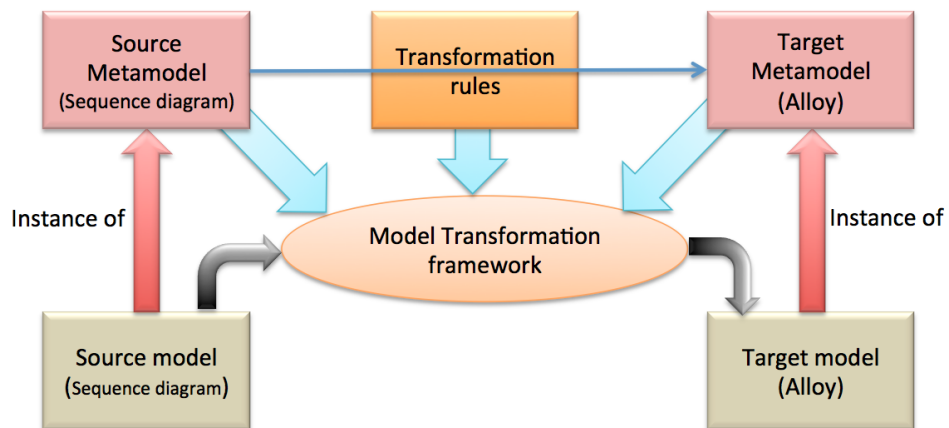 Source
Metamodel
(Sequence diagram)
Transformation
rules
Target
Metamodel
(Alloy)
Instance of
Instance of
Model Transformation
framework
Source model
(Sequence diagram)
Target model
(Alloy)